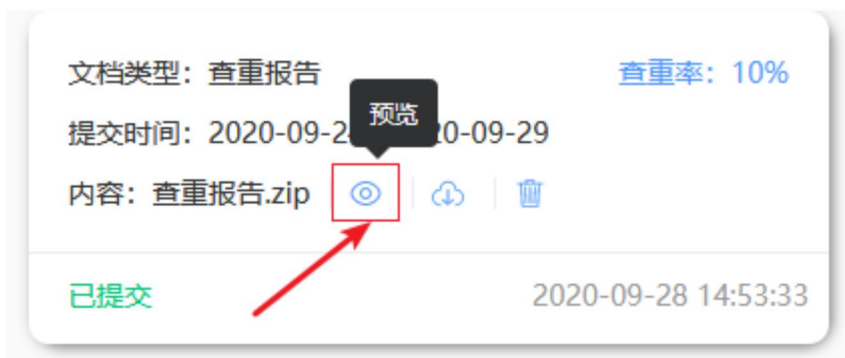 文档类型：查重报告 查重率：10%
预览
提交时间：2020-09-2 20-09-29
内容：查重报告.zip
已提交 2020-09-28 14:53:33